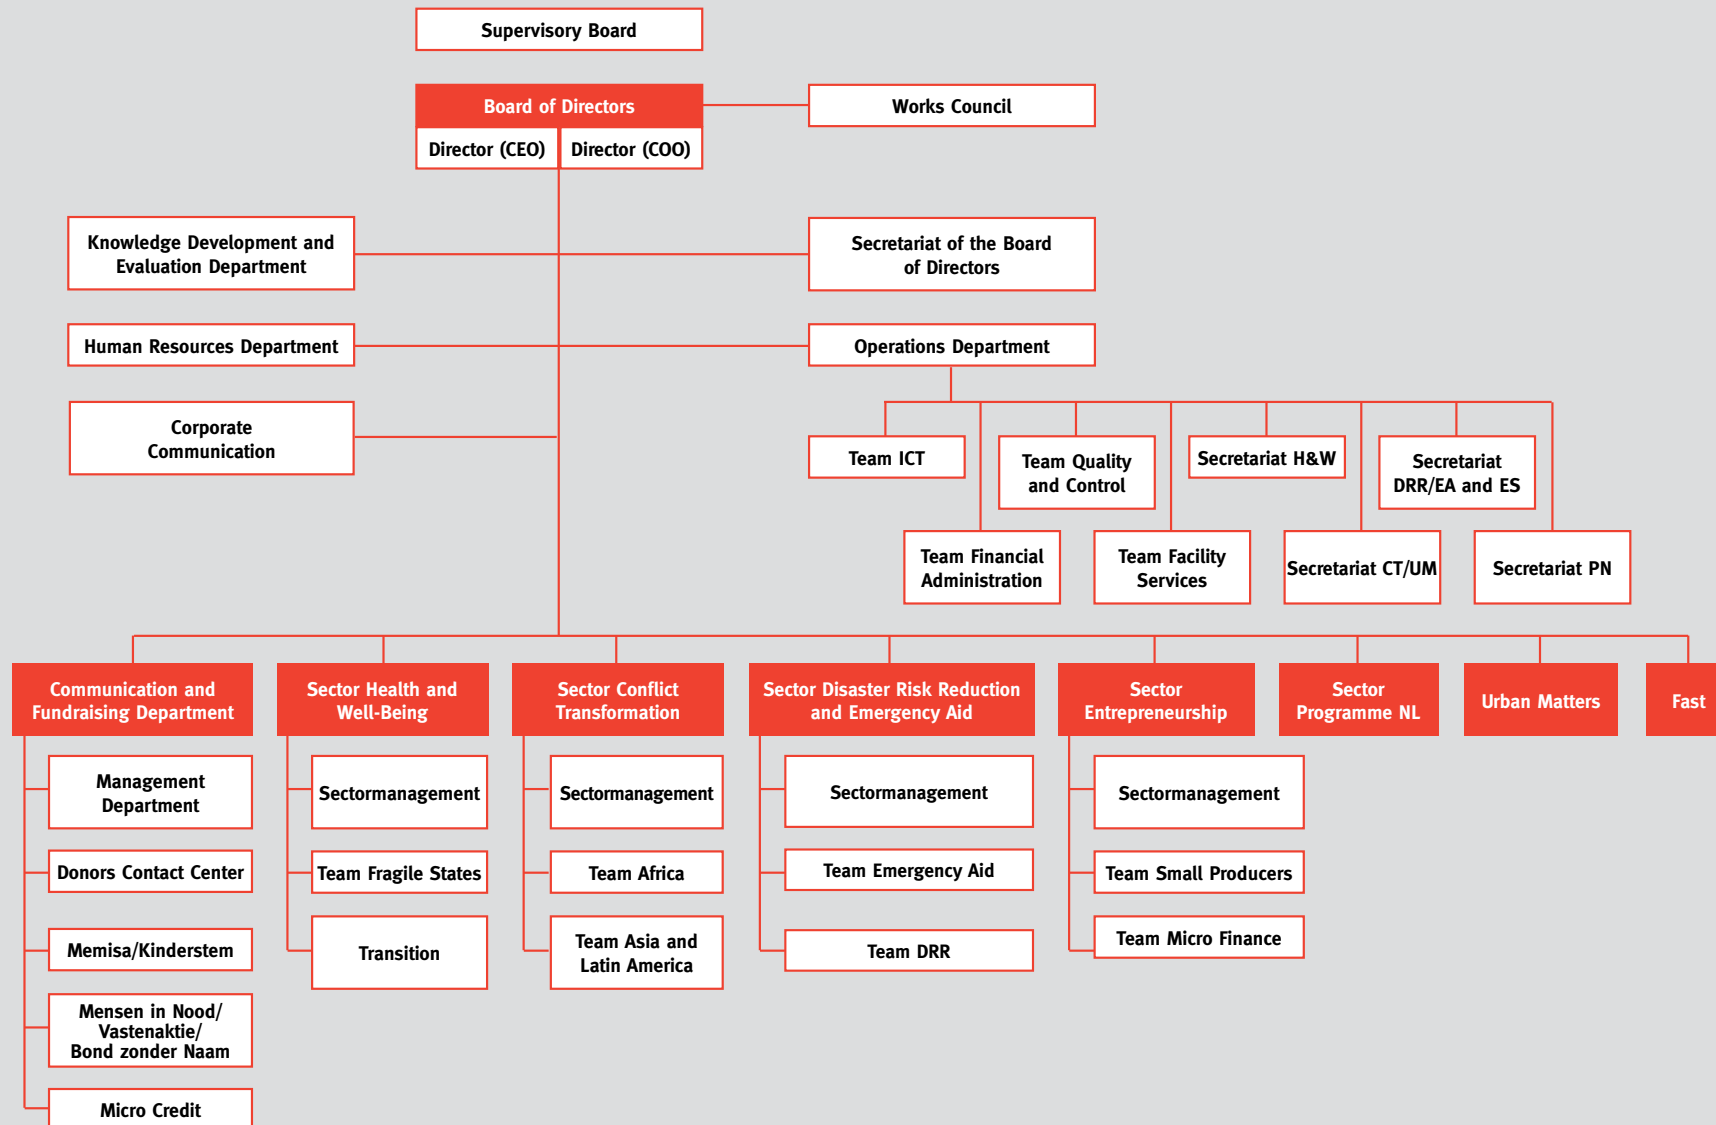 Supervisory Board
Board of Directors
Works Council
Director (CEO)
Director (COO)
Knowledge Development and
Evaluation Department
Secretariat of the Board
of Directors
Human Resources Department
Operations Department
Corporate
Communication
Team ICT
Team Quality
and Control
Secretariat H&W
Secretariat
DRR/EA and ES
Team Financial
Administration
Team Facility
Services
Secretariat CT/UM
Secretariat PN
Communication and
Fundraising Department
Sector Health and
Well-Being
Sector Conflict
Transformation
Sector Disaster Risk Reduction
and Emergency Aid
Sector
Entrepreneurship
Sector
Programme NL
Urban Matters
Fast
Management
Department
Donors Contact Center
Memisa/Kinderstem
Mensen in Nood/
Vastenaktie/
Bond zonder Naam
Micro Credit
Sectormanagement
Team Fragile States
Transition
Sectormanagement
Team Africa
Team Asia and
Latin America
Sectormanagement
Team Emergency Aid
Team DRR
Sectormanagement
Team Small Producers
Team Micro Finance